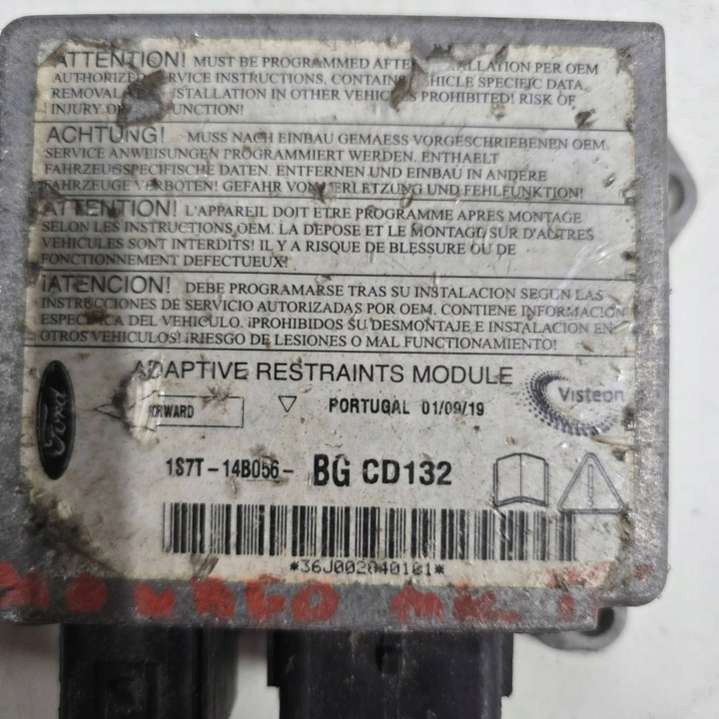 ATTENTION! MUST BE PROGRAMMED AFTER INSTALLATION PER OEM
AUTHORIZED SERVICE INSTRUCTIONS, CONTAINS VEHICLE SPECIFIC DATA,
REMOVAL INSTALLATION IN OTHER VEHICLES PROHIBITED! RISK OF
INJURY OR MALFUNCTION!
ACHTUNG! MUSS NACH EINBAU GEMAESS VORGESCHRIEBENEN OEM.
SERVICE ANWEISUNGEN PROGRAMMIERT WERDEN. ENTHAELT
FAHRZEUGSSPEZIFISCHE DATEN. ENTFERNEN UND EINBAU IN ANDERE
FAHRZEUGE VERBOTEN! GEFAHR VON VERLETZUNG UND FEHLFUNKTION!
ATTENTION! L'APPAREIL DOIT ETRE PROGRAMME APRES MONTAGE
SELON LES INSTRUCTIONS OEM. LA DEPOSE ET LE MONTAGE SUR D'AUTRES
VEHICULES SONT INTERDITS! IL Y A RISQUE DE BLESSURE OU DE
FONCTIONNEMENT DEFECTUEUX!
¡ATENCION! DEBE PROGRAMARSE TRAS SU INSTALACION SEGUN LAS
INSTRUCCIONES DE SERVICIO AUTORIZADAS POR OEM. CONTIENE INFORMACION
ESPECIFICA DEL VEHICULO. ¡PROHIBIDOS SU DESMONTAJE E INSTALACION EN
OTROS VEHICULOS! ¡RIESGO DE LESIONES O MAL FUNCIONAMIENTO!
ADAPTIVE RESTRAINTS MODULE
Ford
FORWARD
PORTUGAL 01/09/19
Visteon
1S7T-14B056- BG CD132
*36J002840101*